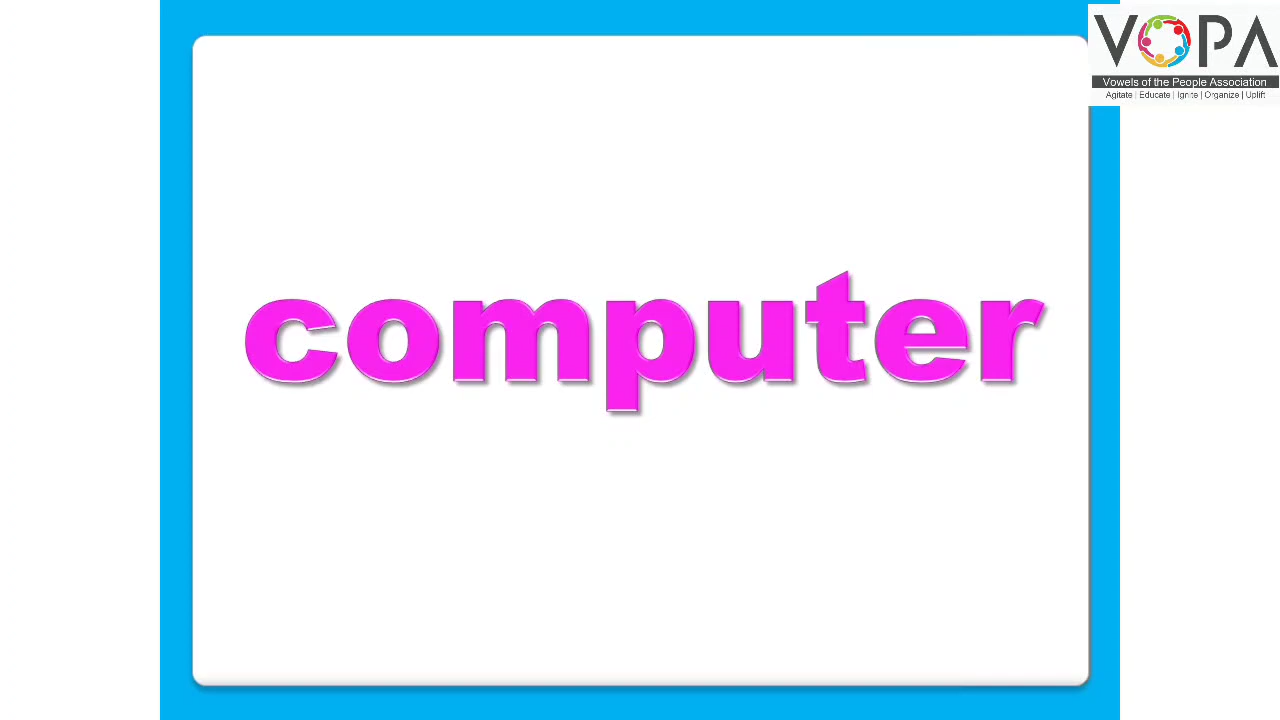 VOPA
Vowels of the People Association
Agitate | Educate | Ignite | Organize | Uplift
computer